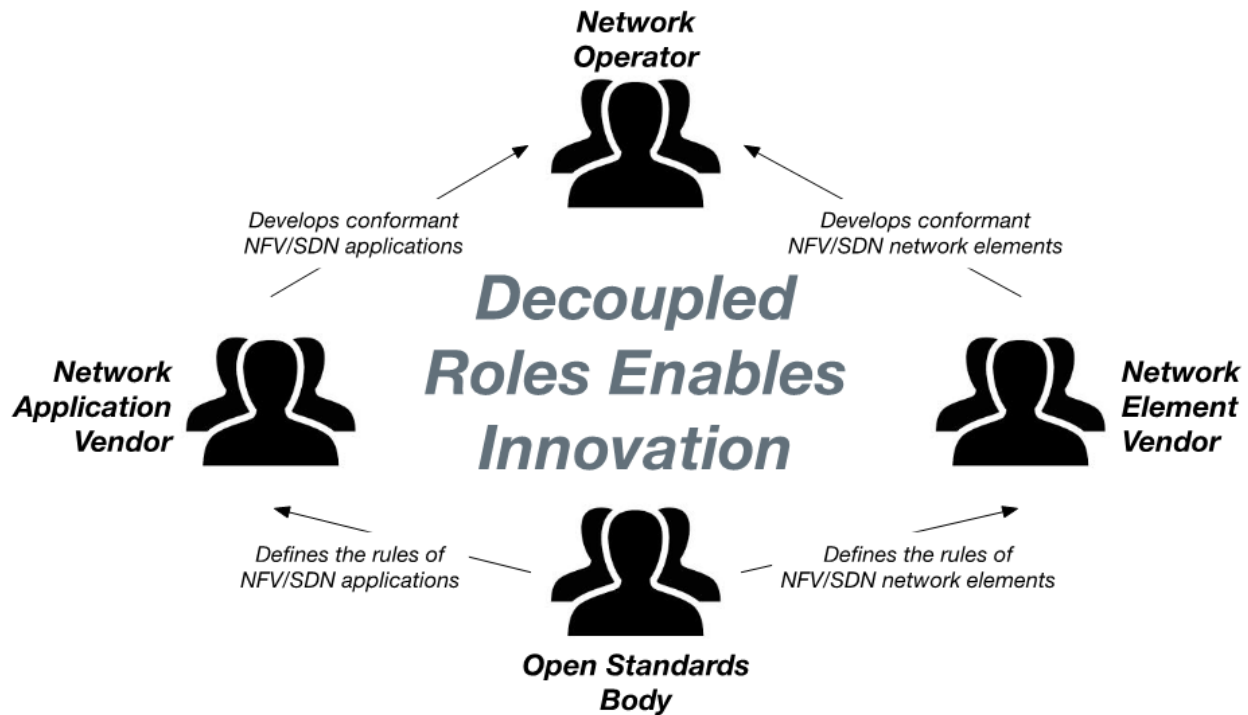 Network
Operator
Develops conformant
NFV/SDN applications
Develops conformant
NFV/SDN network elements
Decoupled
Roles Enables
Innovation
Network
Application
Vendor
Network
Element
Vendor
Defines the rules of
NFV/SDN applications
Defines the rules of
NFV/SDN network elements
Open Standards
Body